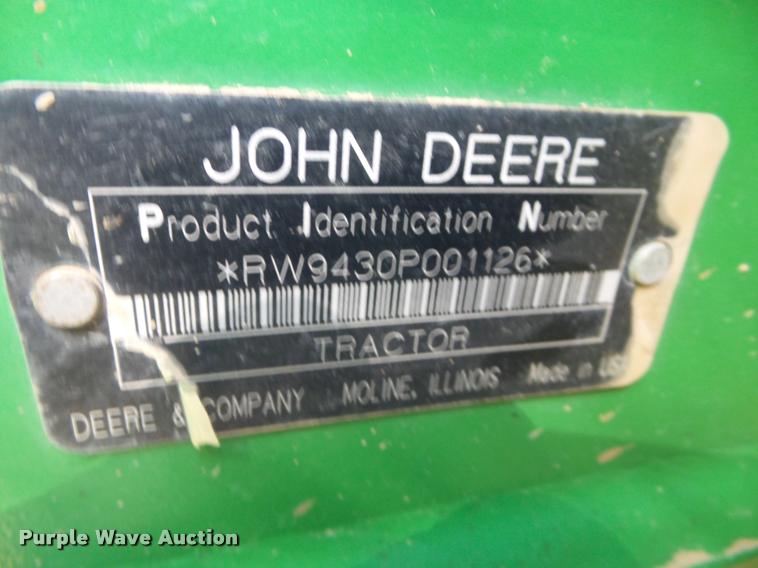 JOHN DEERE
Product Identification Number
*RW9430P001126*
TRACTOR
DEERE & COMPANY MOLINE, ILLINOIS Made in USA
Purple Wave Auction